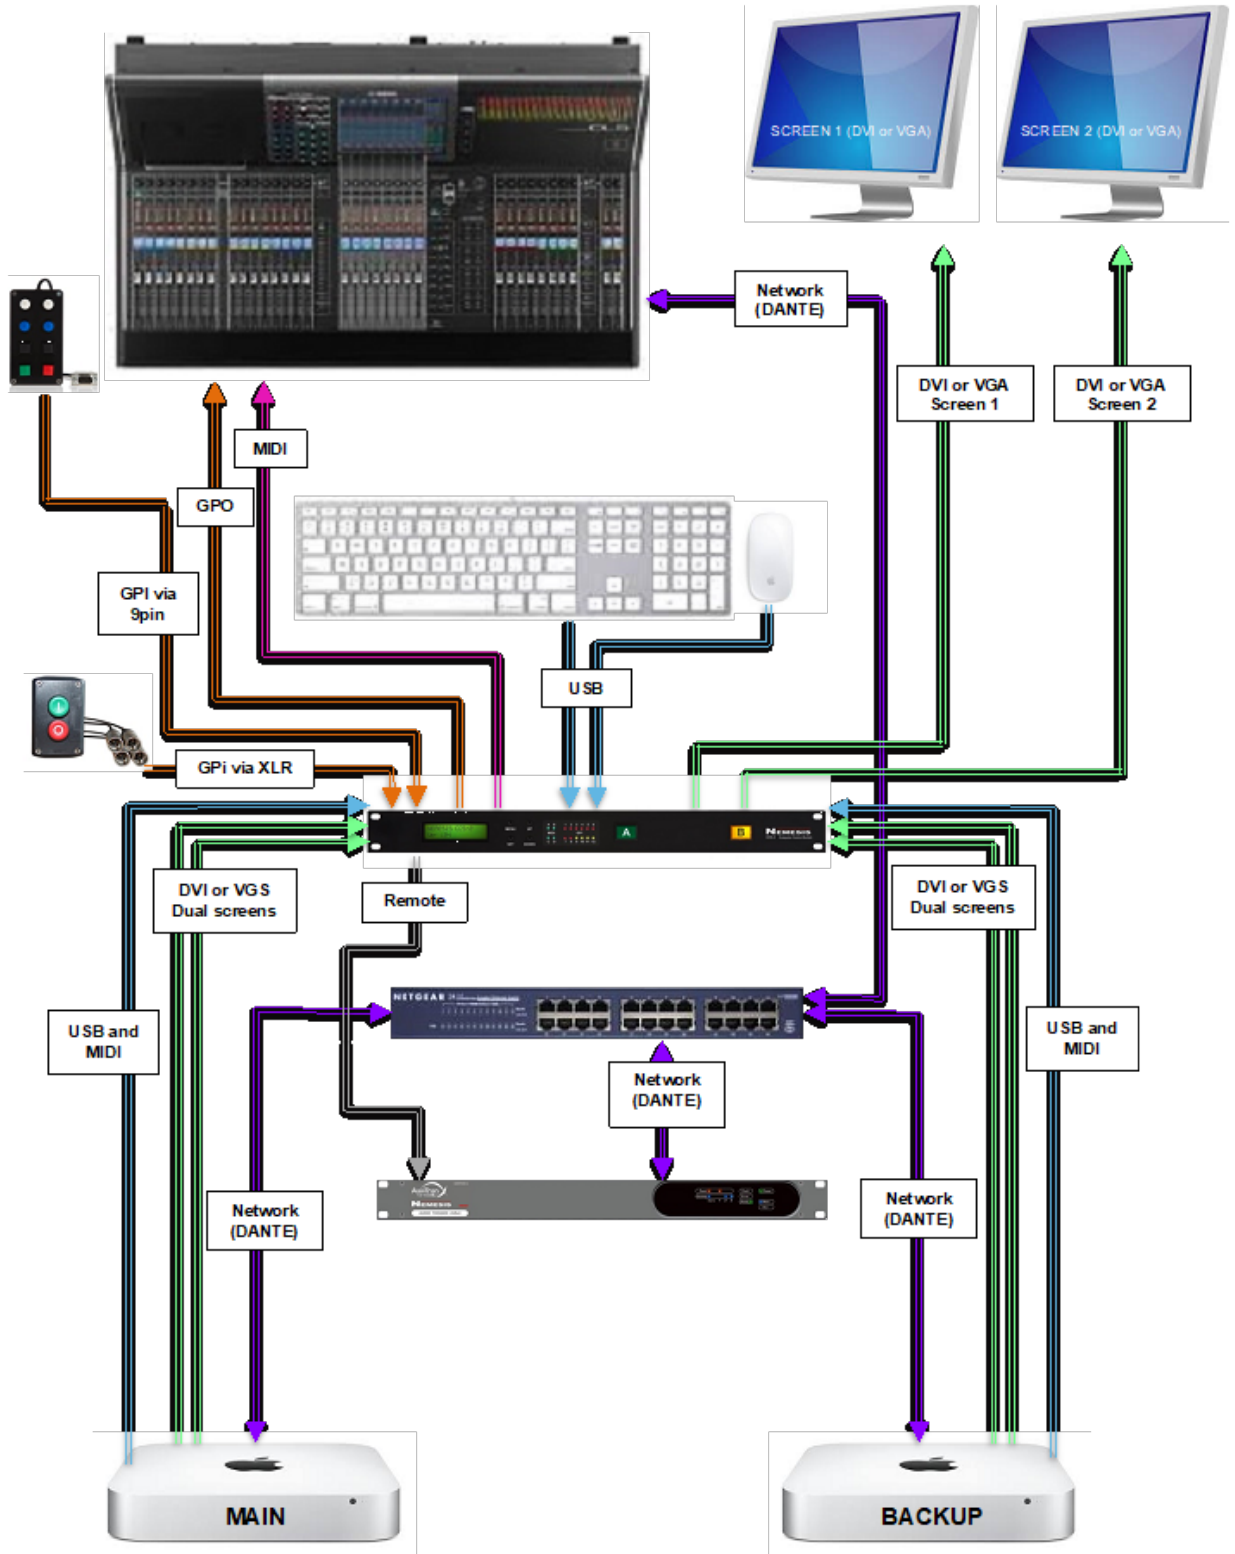 SCREEN 1 (DVI or VGA)
SCREEN 2 (DVI or VGA)
Network
(DANTE)
DVI or VGA
Screen 1
DVI or VGA
Screen 2
MIDI
GPO
GPI via
9pin
USB
GPi via XLR
A
B
NEMESIS
DVI or VGS
Dual screens
Remote
DVI or VGS
Dual screens
NETGEAR
USB and
MIDI
USB and
MIDI
Network
(DANTE)
NEMESIS
Network
(DANTE)
Network
(DANTE)
MAIN
BACKUP